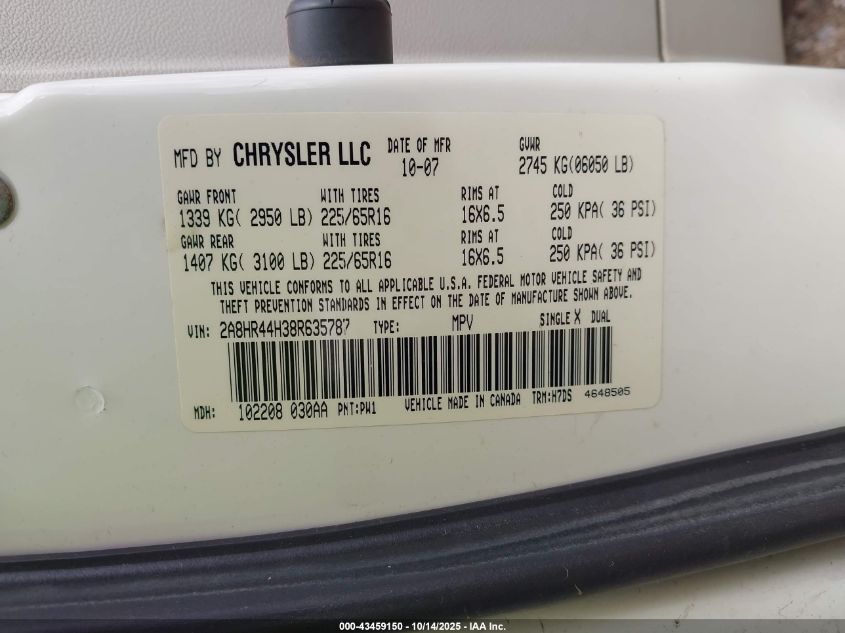 MFD BY CHRYSLER LLC DATE OF MFR 10-07 GVWR 2745 KG(06050 LB)
GAWR FRONT WITH TIRES RIMS AT COLD
1339 KG( 2950 LB) 225/65R16 16X6.5 250 KPA( 36 PSI)
GAWR REAR WITH TIRES RIMS AT COLD
1407 KG( 3100 LB) 225/65R16 16X6.5 250 KPA( 36 PSI)
THIS VEHICLE CONFORMS TO ALL APPLICABLE U.S.A. FEDERAL MOTOR VEHICLE SAFETY AND
THEFT PREVENTION STANDARDS IN EFFECT ON THE DATE OF MANUFACTURE SHOWN ABOVE.
VIN: 2A8HR44H38R635787 TYPE: MPV SINGLE X DUAL
MDH: 102208 030AA PNT:PW1 VEHICLE MADE IN CANADA TRM:H7DS 4648505
000-43459150 • 10/14/2025 • IAA Inc.